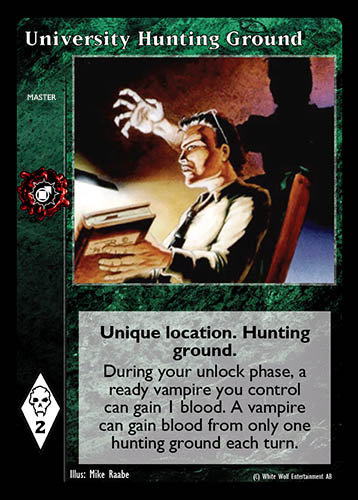 University Hunting Ground
MASTER
Unique location. Hunting
ground.
During your unlock phase, a
ready vampire you control
can gain 1 blood. A vampire
can gain blood from only one
hunting ground each turn.
2
Illus: Mike Raabe
(C) White Wolf Entertainment AB